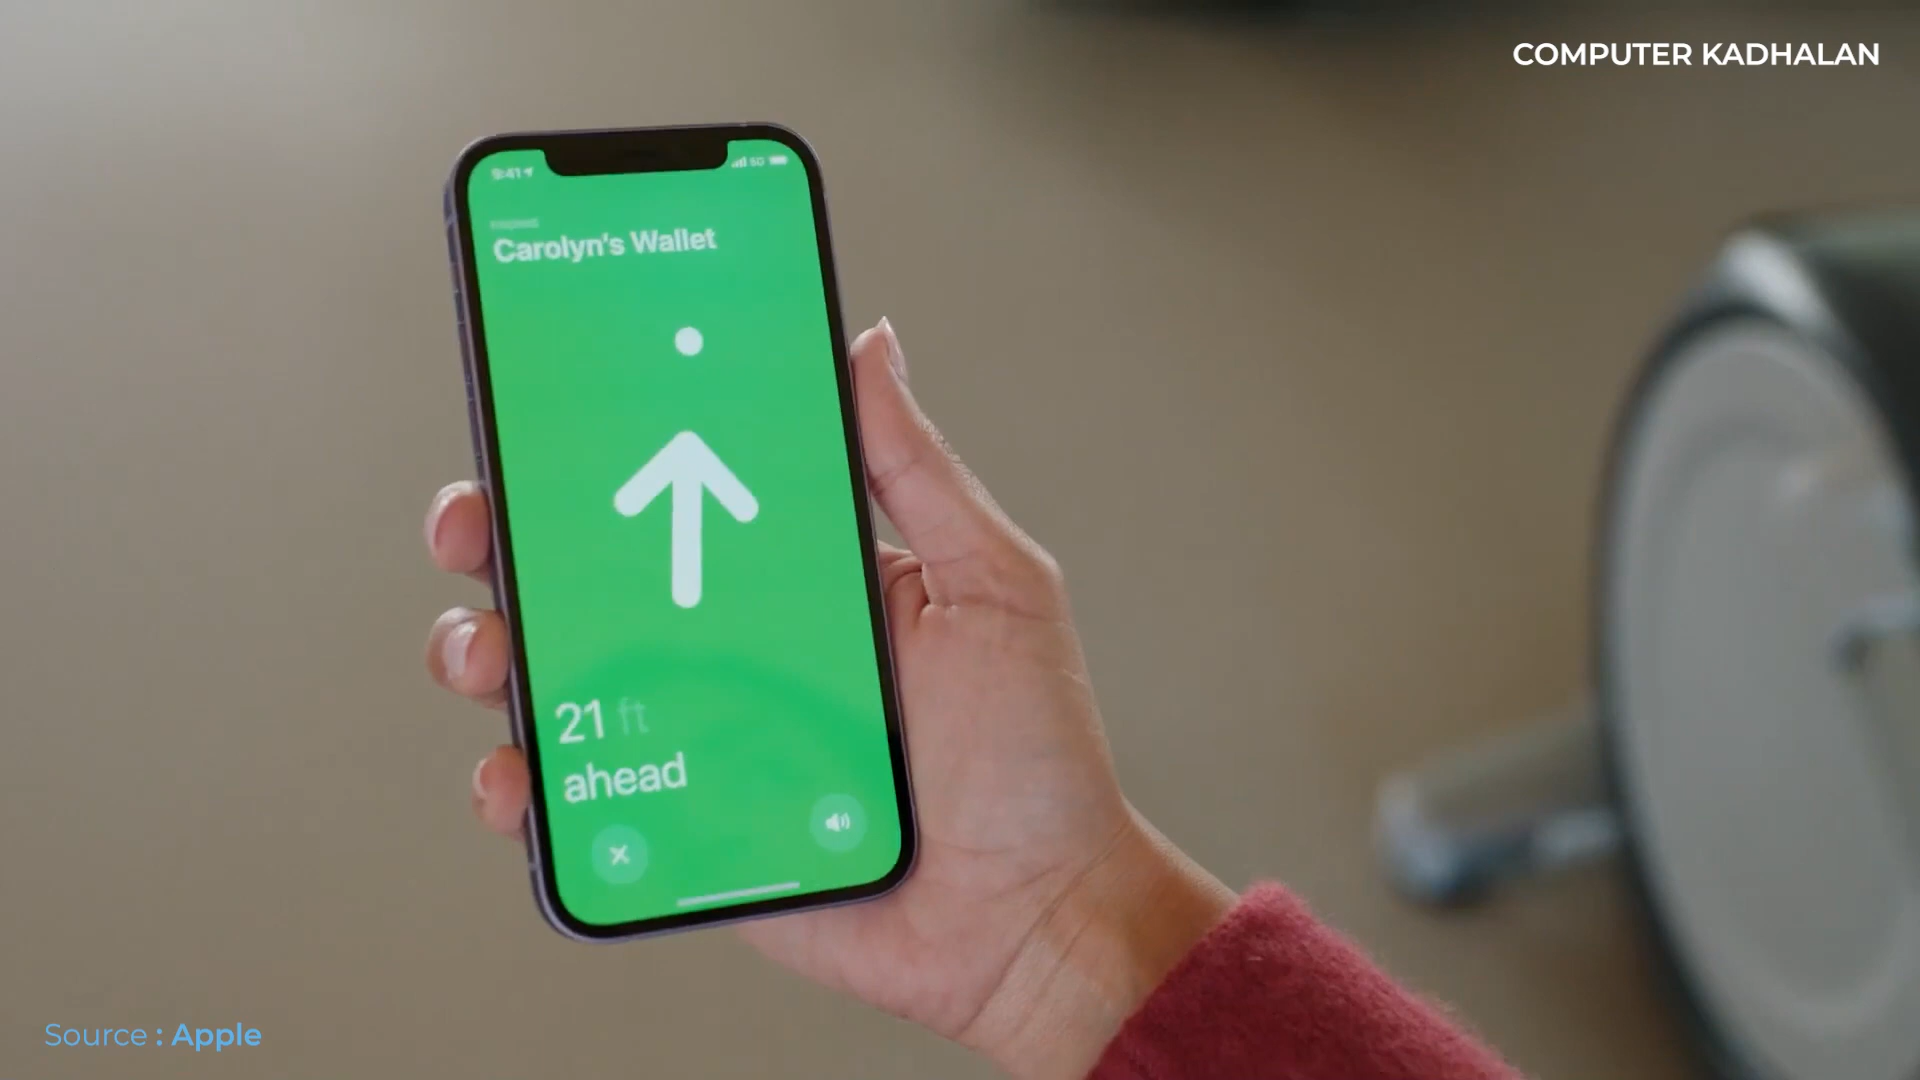 COMPUTER KADHALAN
9:41
5G
Carolyn's Wallet
21 ft
ahead
Source : Apple